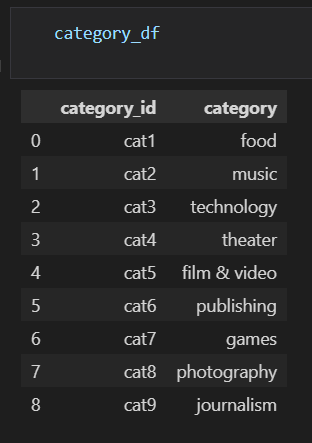 category_df
category_id category
0 cat1 food
1 cat2 music
2 cat3 technology
3 cat4 theater
4 cat5 film & video
5 cat6 publishing
6 cat7 games
7 cat8 photography
8 cat9 journalism